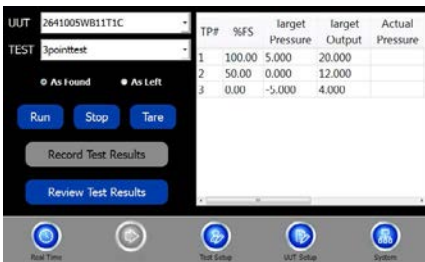 UUT 2641005WB11T1C
TEST 3pointtest
As Found As Left
Run Stop Tare
Record Test Results
Review Test Results
TP# %FS Target Pressure Target Output Actual Pressure
1 100.00 5.000 20.000
2 50.00 0.000 12.000
3 0.00 -5.000 4.000
Real Time Test Setup UUT Setup System